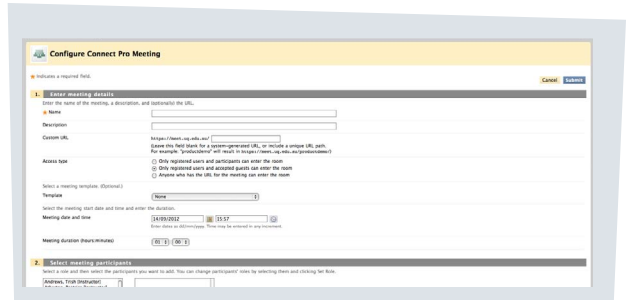 Configure Connect Pro Meeting
Indicates a required field.
Cancel Submit
1. Enter meeting details
Enter the name of the meeting, a description, and (optionally) the URL.
Name
Description
Custom URL https://meet.uq.edu.au/
(Leave this field blank for a system-generated URL, or include a unique URL path.
For example: "productdemo" will result in https://meet.uq.edu.au/productdemo/)
Access type Only registered users and participants can enter the room
Only registered users and accepted guests can enter the room
Anyone who has the URL for the meeting can enter the room
Select a meeting template. (Optional.)
Template None
Select the meeting start date and time and enter the duration.
Meeting date and time 14/09/2012 15:57
Enter dates as dd/mm/yyyy. Time may be entered in any increment.
Meeting duration (hours:minutes) 01 00
2. Select meeting participants
Select a role and then select the participants you want to add. You can change participants' roles by selecting them and clicking Set Role.
Andrews, Trish (Instructor)